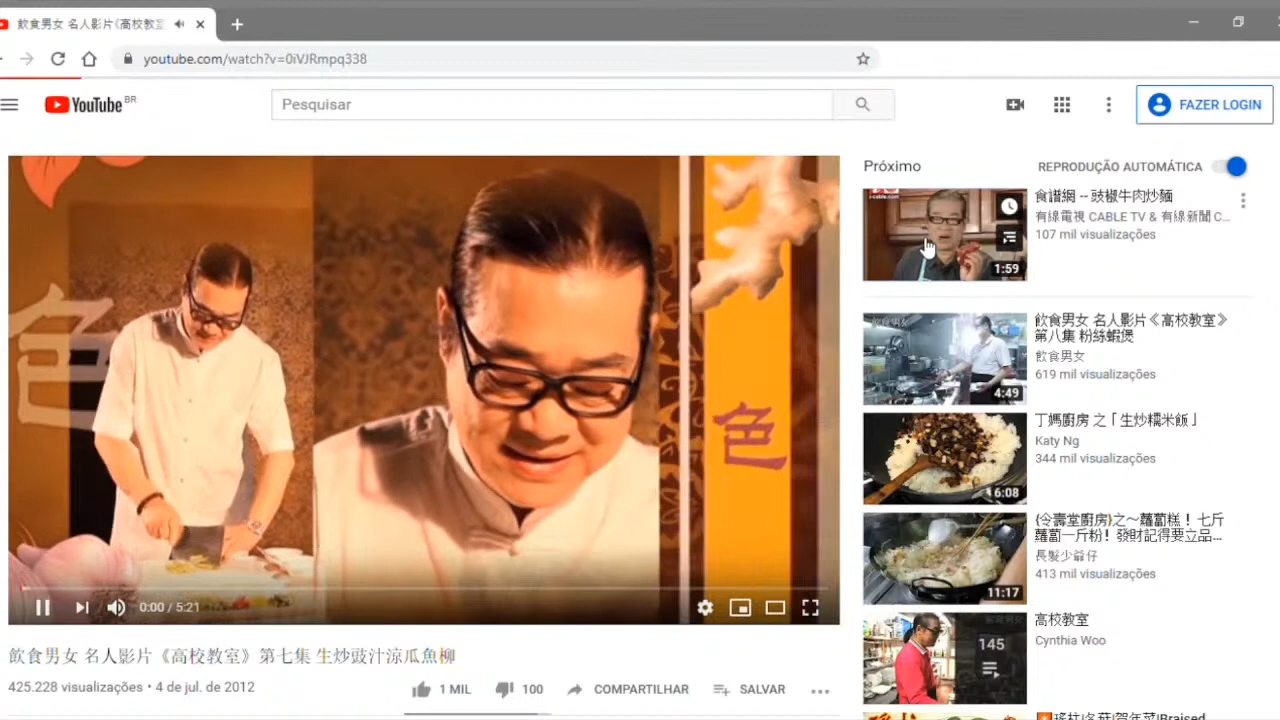 飲食男女 名人影片《高校教室
youtube.com/watch?v=0iVJRmpq338
YouTube BR
Pesquisar
FAZER LOGIN
色
色
0:00 / 5:21
飲食男女 名人影片《高校教室》第七集 生炒豉汁涼瓜魚柳
425.228 visualizações • 4 de jul. de 2012
1 MIL
100
COMPARTILHAR
SALVAR
Próximo
REPRODUÇÃO AUTOMÁTICA
i-cable.com
1:59
食譜網 -- 豉椒牛肉炒麵
有線電視 CABLE TV & 有線新聞 C...
107 mil visualizações
飲食男女
4:49
飲食男女 名人影片《高校教室》
第八集 粉絲蝦煲
飲食男女
619 mil visualizações
6:08
丁媽廚房 之「生炒糯米飯」
Katy Ng
344 mil visualizações
11:17
{令壽堂廚房}之～蘿蔔糕！ 七斤
蘿蔔一斤粉！發財記得要立品...
長髮少爺仔
413 mil visualizações
145
高校教室
Cynthia Woo